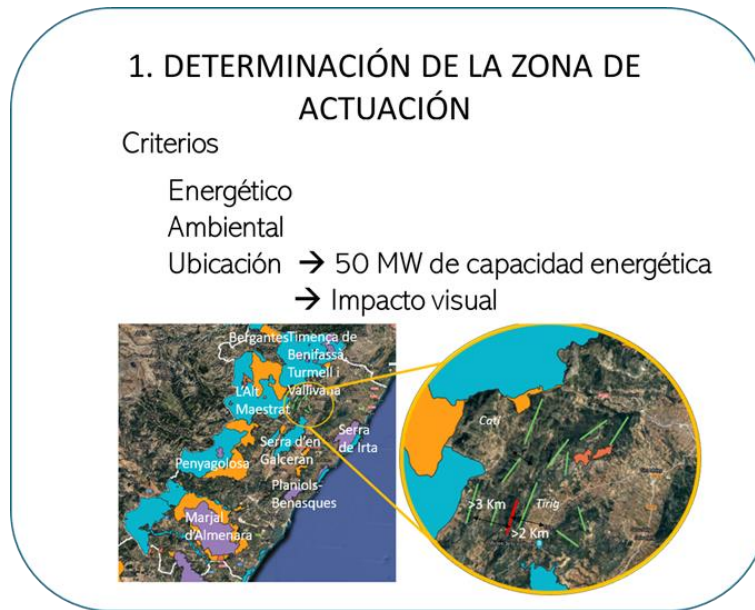 1. DETERMINACIÓN DE LA ZONA DE
ACTUACIÓN
Criterios
Energético
Ambiental
Ubicación → 50 MW de capacidad energética
→ Impacto visual
Bergantes
Timença de
Benifassà,
Turmell i
Vallivana
L'Alt
Maestrat
Serra d'en
Galceran
Serra
de Irta
Penyagolosa
Planiols-
Benasques
Marjal
d'Almenara
Catí
>3 Km
Tírig
>2 Km